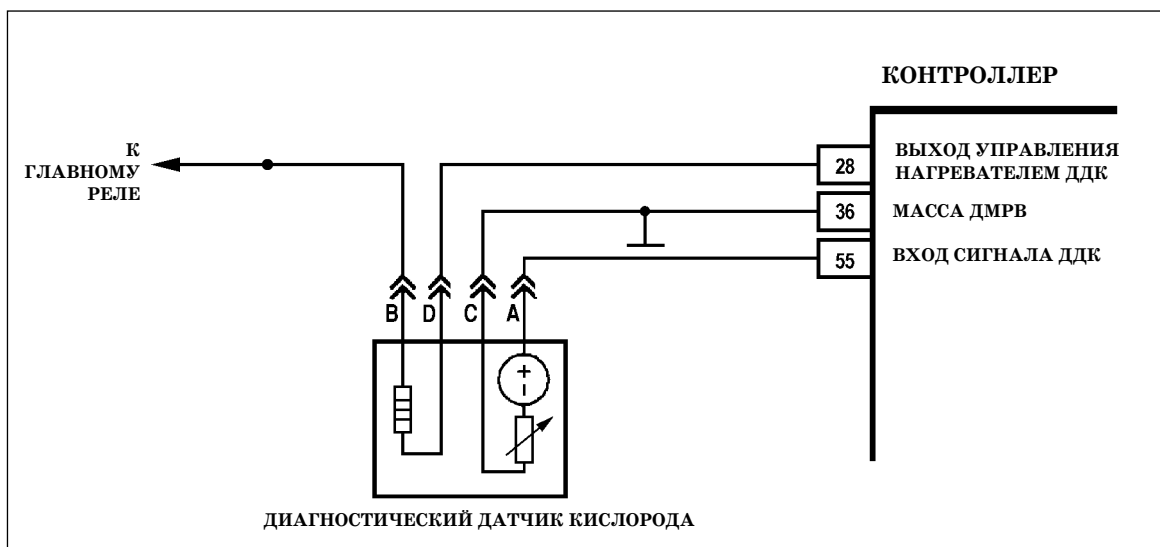 КОНТРОЛЛЕР
К
ГЛАВНОМУ
РЕЛЕ
28
ВЫХОД УПРАВЛЕНИЯ
НАГРЕВАТЕЛЕМ ДДК
36
МАССА ДМРВ
55
ВХОД СИГНАЛА ДДК
B D C A
ДИАГНОСТИЧЕСКИЙ ДАТЧИК КИСЛОРОДА